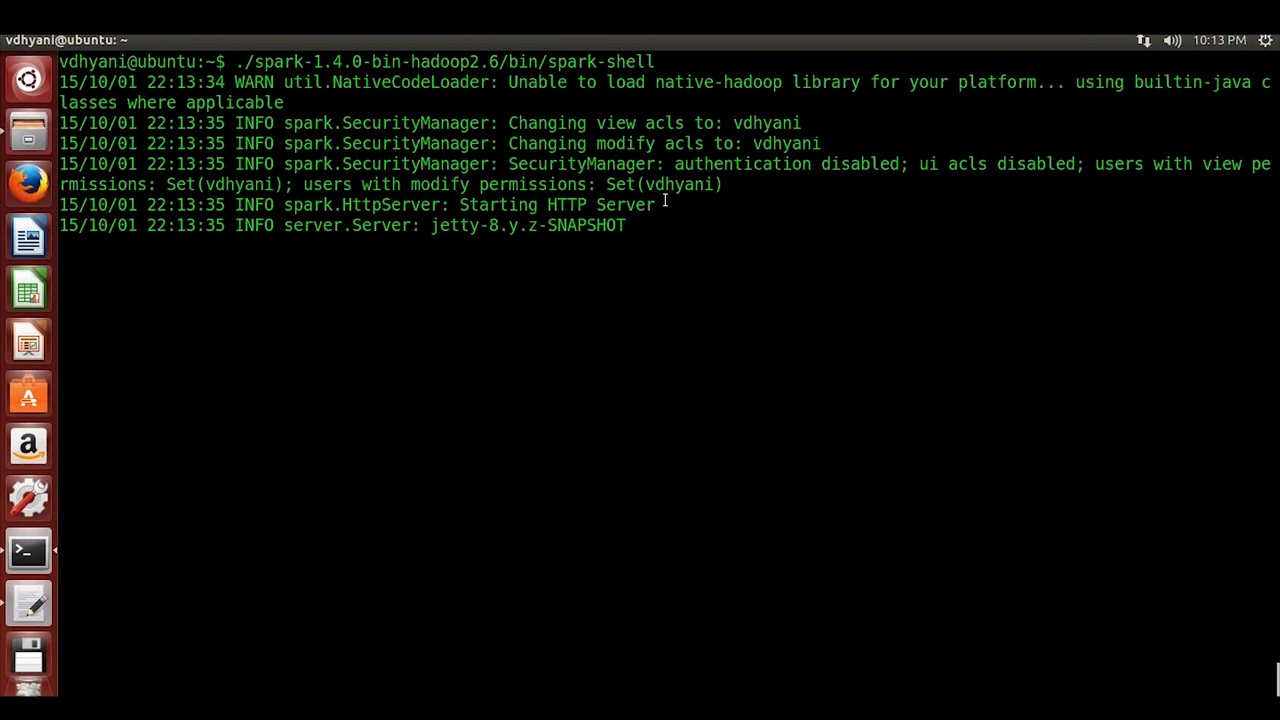 vdhyani@ubuntu: ~
10:13 PM
vdhyani@ubuntu:~$ ./spark-1.4.0-bin-hadoop2.6/bin/spark-shell
15/10/01 22:13:34 WARN util.NativeCodeLoader: Unable to load native-hadoop library for your platform... using builtin-java c
lasses where applicable
15/10/01 22:13:35 INFO spark.SecurityManager: Changing view acls to: vdhyani
15/10/01 22:13:35 INFO spark.SecurityManager: Changing modify acls to: vdhyani
15/10/01 22:13:35 INFO spark.SecurityManager: SecurityManager: authentication disabled; ui acls disabled; users with view pe
rmissions: Set(vdhyani); users with modify permissions: Set(vdhyani)
15/10/01 22:13:35 INFO spark.HttpServer: Starting HTTP Server
15/10/01 22:13:35 INFO server.Server: jetty-8.y.z-SNAPSHOT